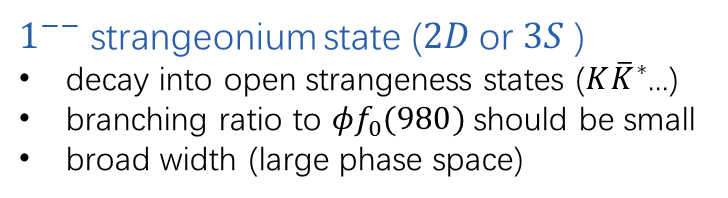 1⁻⁻ strangeonium state (2D or 3S )
• decay into open strangeness states (KK̄*...)
• branching ratio to ϕf₀(980) should be small
• broad width (large phase space)